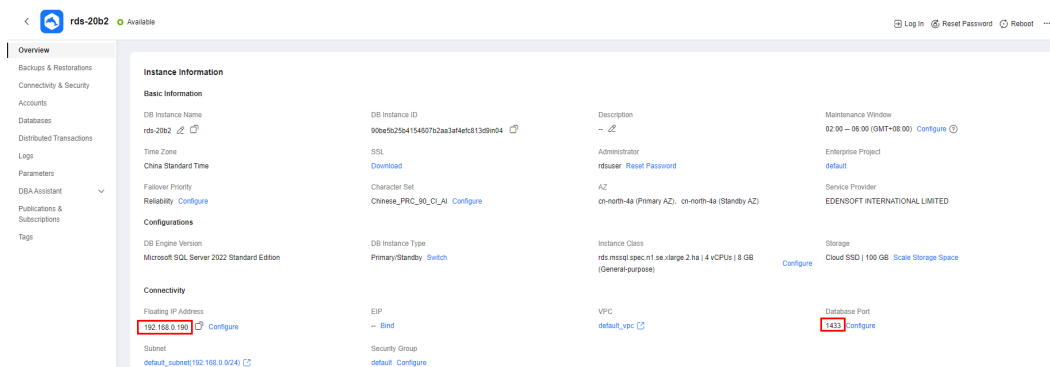 rds-20b2 Available
Log In Reset Password Reboot ...
Overview
Backups & Restorations
Connectivity & Security
Accounts
Databases
Distributed Transactions
Logs
Parameters
DBA Assistant
Publications &
Subscriptions
Tags
Instance Information
Basic Information
DB Instance Name
rds-20b2
DB Instance ID
90be5b25b4154607b2aa3af4efc813d9in04
Description
--
Maintenance Window
02:00 – 06:00 (GMT+08:00) Configure
Time Zone
China Standard Time
SSL
Download
Administrator
rdsuser Reset Password
Enterprise Project
default
Failover Priority
Reliability Configure
Character Set
Chinese_PRC_90_CI_AI Configure
AZ
cn-north-4a (Primary AZ), cn-north-4a (Standby AZ)
Service Provider
EDENSOFT INTERNATIONAL LIMITED
Configurations
DB Engine Version
Microsoft SQL Server 2022 Standard Edition
DB Instance Type
Primary/Standby Switch
Instance Class
rds.mssql.spec.n1.se.xlarge.2.ha | 4 vCPUs | 8 GB
(General-purpose)
Configure
Storage
Cloud SSD | 100 GB Scale Storage Space
Connectivity
Floating IP Address
192.168.0.190 Configure
EIP
-- Bind
VPC
default_vpc
Database Port
1433 Configure
Subnet
default_subnet(192.168.0.0/24)
Security Group
default Configure